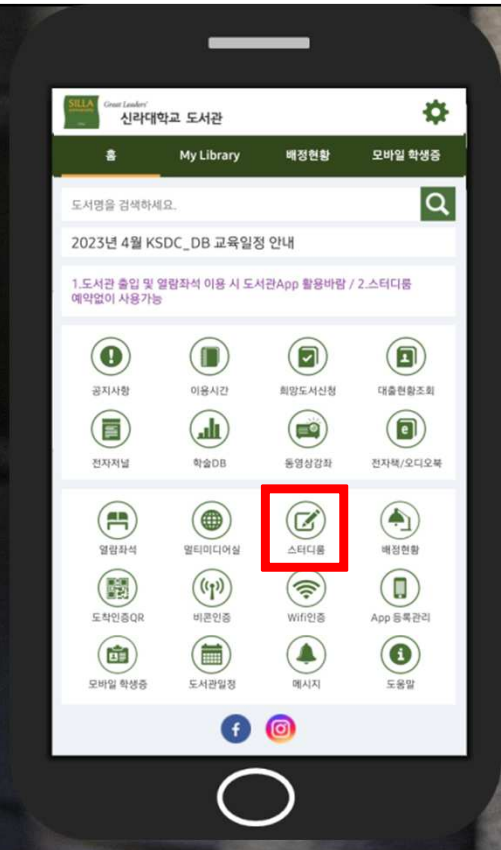 SILLA
Great Leaders'
신라대학교 도서관
홈 My Library 배정현황 모바일 학생증
도서명을 검색하세요.
2023년 4월 KSDC_DB 교육일정 안내
1.도서관 출입 및 열람좌석 이용 시 도서관App 활용바람 / 2.스터디룸
예약없이 사용가능
공지사항 이용시간 희망도서신청 대출현황조회
전자저널 학술DB 동영상강좌 전자책/오디오북
열람좌석 멀티미디어실 스터디룸 배정현황
도착인증QR 비콘인증 Wifi인증 App 등록관리
모바일 학생증 도서관일정 메시지 도움말